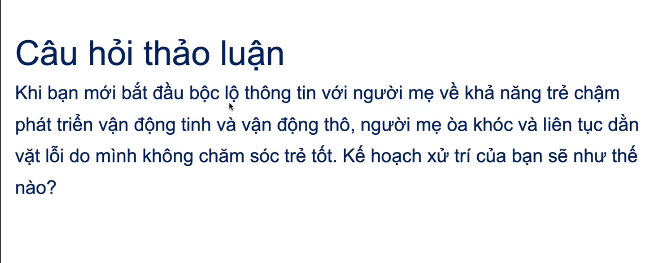 Câu hỏi thảo luận
Khi bạn mới bắt đầu bộc lộ thông tin với người mẹ về khả năng trẻ chậm
phát triển vận động tinh và vận động thô, người mẹ òa khóc và liên tục dằn
vặt lỗi do mình không chăm sóc trẻ tốt. Kế hoạch xử trí của bạn sẽ như thế
nào?